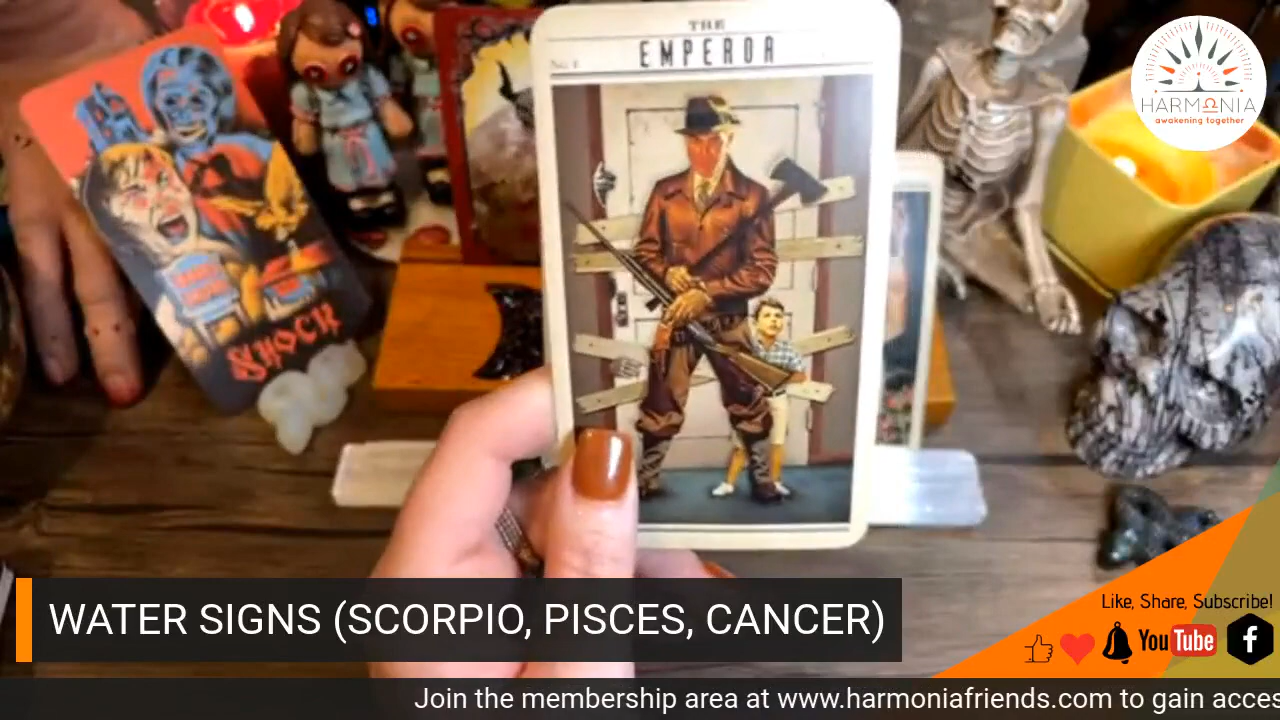 THE
EMPEROR
HARMONIA
awakening together
SHOCK
WATER SIGNS (SCORPIO, PISCES, CANCER)
Like, Share, Subscribe!
YouTube
f
Join the membership area at www.harmoniafriends.com to gain acces